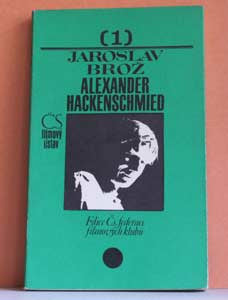 (1)
JAROSLAV
BROŽ
ALEXANDER
HACKENSCHMIED
ČS
filmový
ústav
Edice Čs. federace
filmových klubů